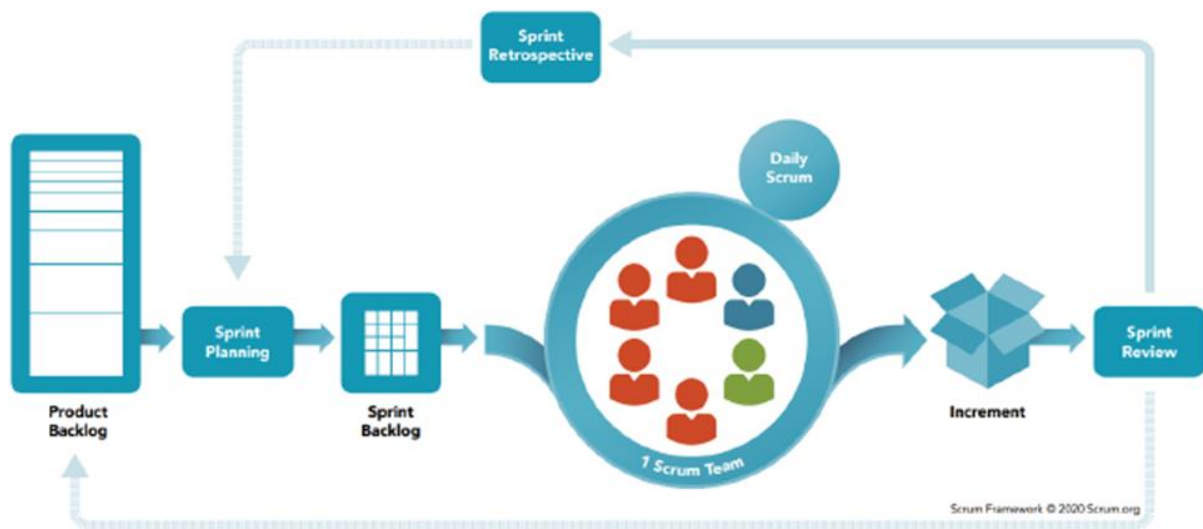 Sprint
Retrospective
Daily
Scrum
Sprint
Planning
Sprint
Review
Product
Backlog
Sprint
Backlog
1 Scrum Team
Increment
Scrum Framework © 2020 Scrum.org